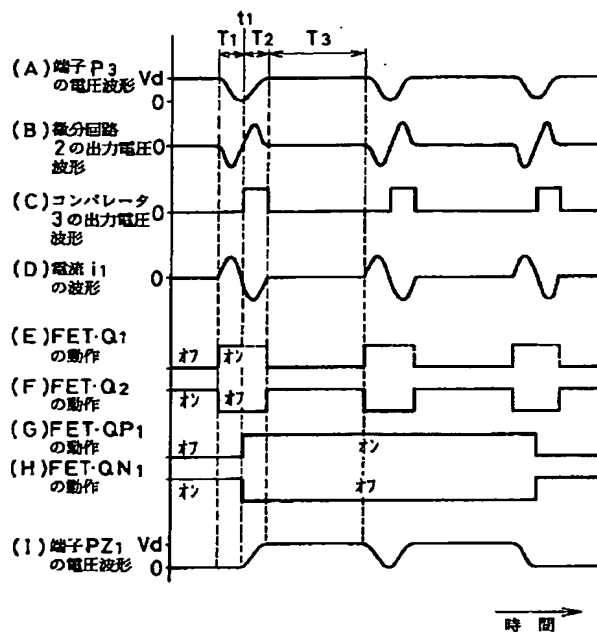 t1
T1 T2 T3
(A)端子P3 Vd
の電圧波形 0
(B)微分回路
2の出力電圧 0
波形
(C)コンパレータ
3の出力電圧 0
波形
(D)電流i1 0
の波形
(E)FET·Q1
の動作 オフ オン
(F)FET·Q2
の動作 オン オフ
(G)FET·QP1
の動作 オフ オン
(H)FET·QN1
の動作 オン オフ
(I)端子PZ1 Vd
の電圧波形 0
時間